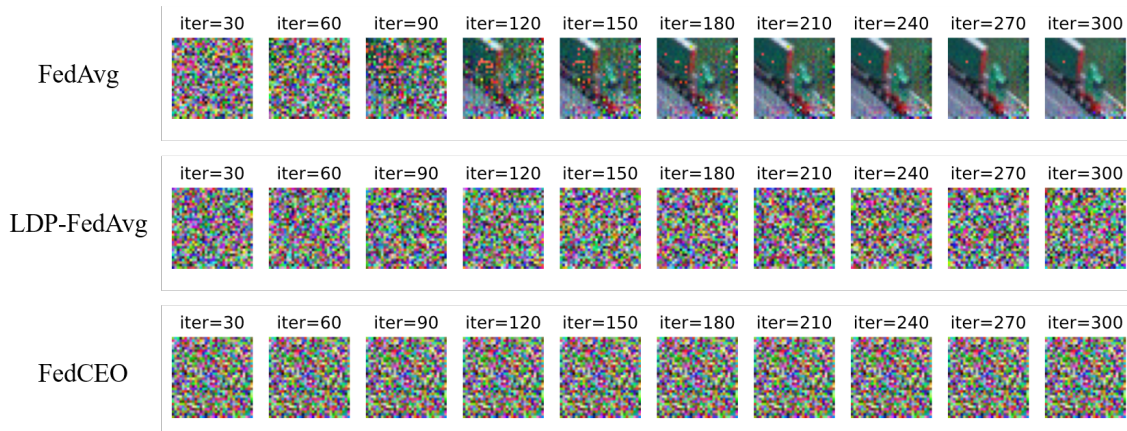 iter=30 iter=60 iter=90 iter=120 iter=150 iter=180 iter=210 iter=240 iter=270 iter=300
FedAvg
iter=30 iter=60 iter=90 iter=120 iter=150 iter=180 iter=210 iter=240 iter=270 iter=300
LDP-FedAvg
iter=30 iter=60 iter=90 iter=120 iter=150 iter=180 iter=210 iter=240 iter=270 iter=300
FedCEO